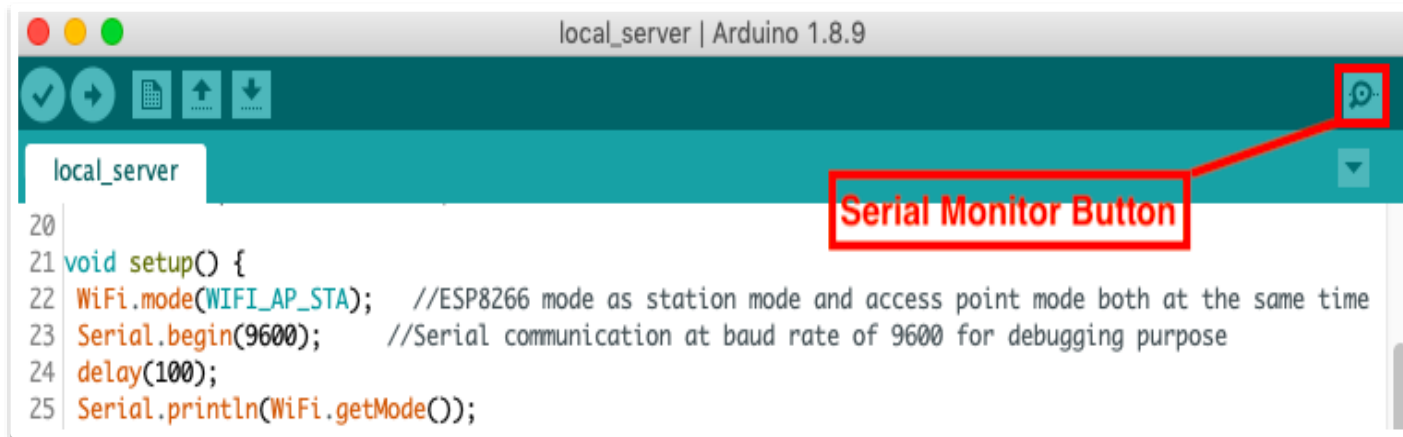 local_server | Arduino 1.8.9
local_server
Serial Monitor Button
20
21 void setup() {
22 WiFi.mode(WIFI_AP_STA); //ESP8266 mode as station mode and access point mode both at the same time
23 Serial.begin(9600); //Serial communication at baud rate of 9600 for debugging purpose
24 delay(100);
25 Serial.println(WiFi.getMode());